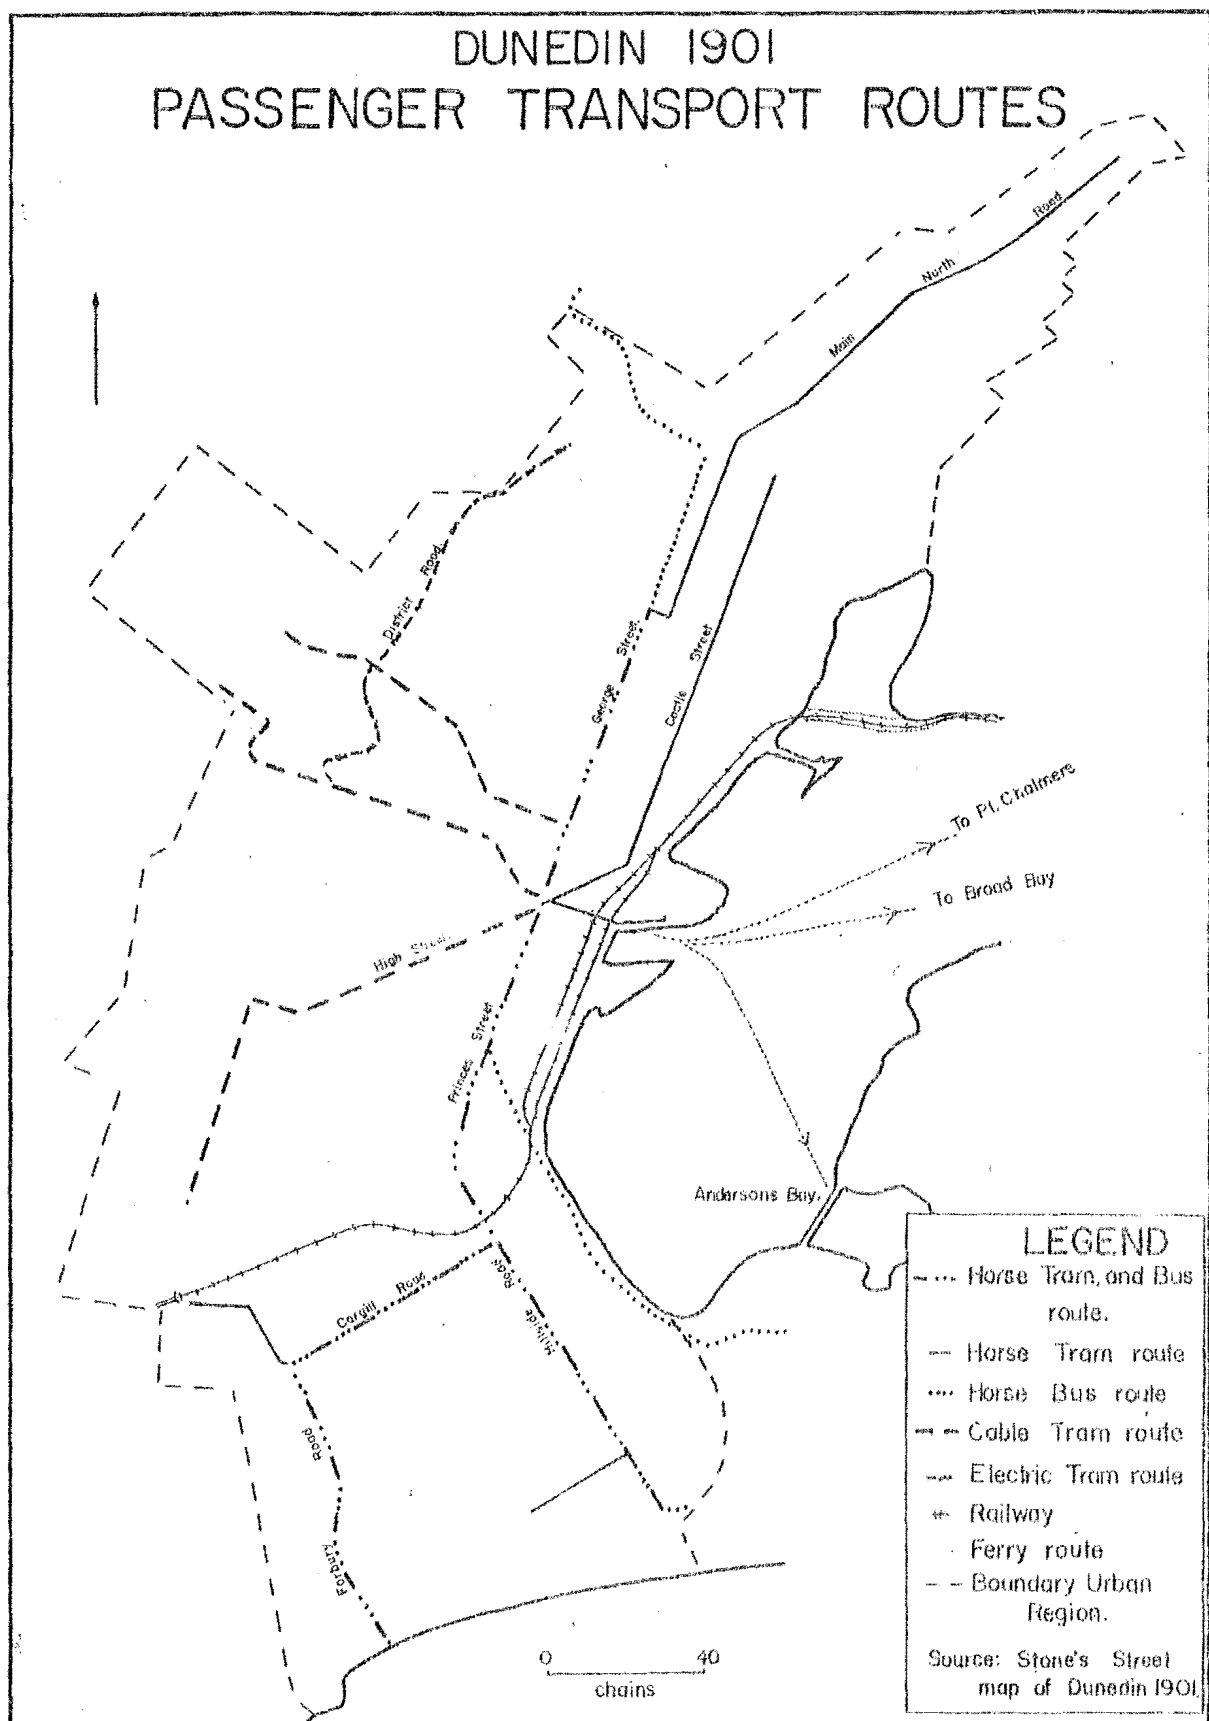 DUNEDIN 1901
PASSENGER TRANSPORT ROUTES
Road
North
Main
District Road
George Street
Castle Street
To Pt. Chalmers
To Broad Bay
High Street
Princes Street
Andersons Bay.
Cargill Road
Hillside Road
Forbury Road
0 40
chains
LEGEND
Horse Tram, and Bus
route.
Horse Tram route
Horse Bus route
Cable Tram route
Electric Tram route
Railway
Ferry route
Boundary Urban
Region.
Source: Stone's Street
map of Dunedin 1901.